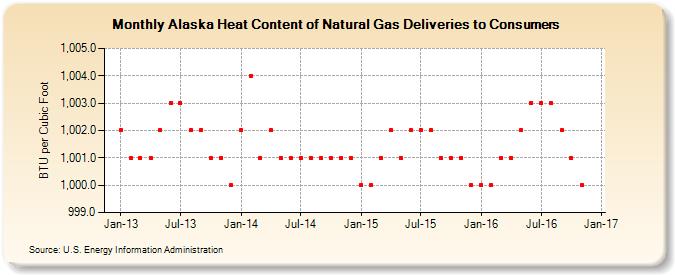 Monthly Alaska Heat Content of Natural Gas Deliveries to Consumers
BTU per Cubic Foot
1,005.0
1,004.0
1,003.0
1,002.0
1,001.0
1,000.0
999.0
Jan-13 Jul-13 Jan-14 Jul-14 Jan-15 Jul-15 Jan-16 Jul-16 Jan-17
Source: U.S. Energy Information Administration